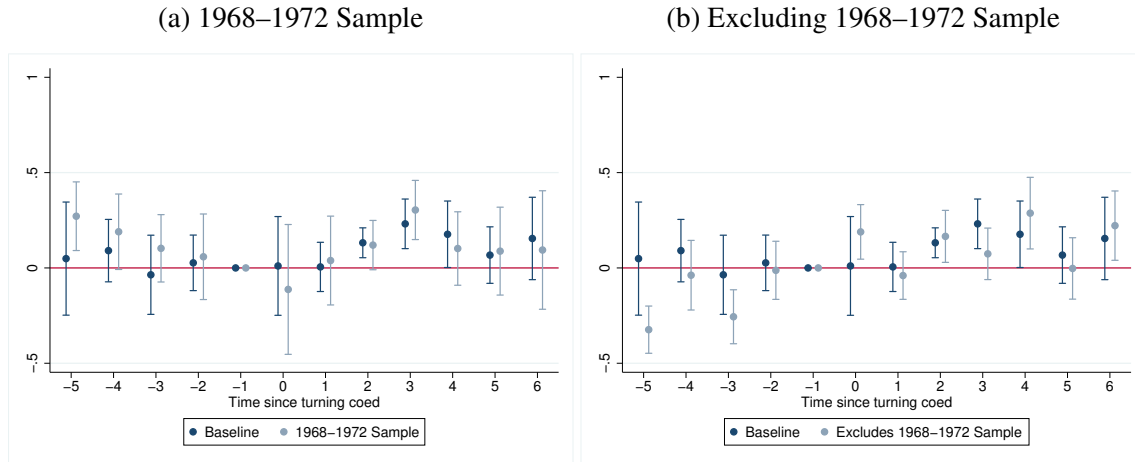 (a) 1968–1972 Sample
1
.5
0
-.5
−5 −4 −3 −2 −1 0 1 2 3 4 5 6
Time since turning coed
Baseline 1968−1972 Sample
(b) Excluding 1968–1972 Sample
1
.5
0
-.5
−5 −4 −3 −2 −1 0 1 2 3 4 5 6
Time since turning coed
Baseline Excludes 1968−1972 Sample